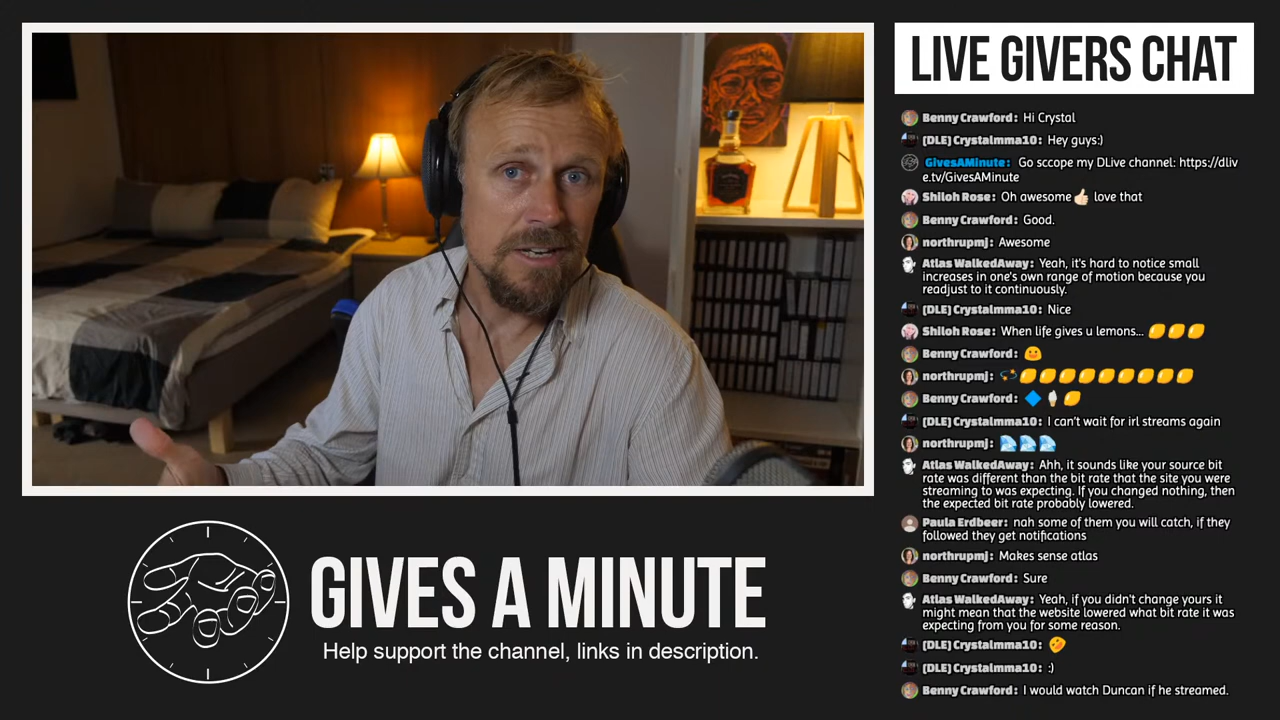 LIVE GIVERS CHAT
Benny Crawford: Hi Crystal
(DLE) Crystalmma10: Hey guys:)
GivesAMinute: Go sccope my DLive channel: https://dliv
e.tv/GivesAMinute
Shiloh Rose: Oh awesome 👍🏻 love that
Benny Crawford: Good.
northrupmj: Awesome
Atlas WalkedAway: Yeah, it's hard to notice small
increases in one's own range of motion because you
readjust to it continuously.
(DLE) Crystalmma10: Nice
Shiloh Rose: When life gives u lemons... 🍋🍋🍋
Benny Crawford:
northrupmj: 💫🍋🍋🍋🍋🍋🍋🍋🍋🍋
Benny Crawford: 🔷🍦🍋
(DLE) Crystalmma10: I can't wait for irl streams again
northrupmj: 🌊🌊🌊
Atlas WalkedAway: Ahh, it sounds like your source bit
rate was different than the bit rate that the site you were
streaming to was expecting. If you changed nothing, then
the expected bit rate probably lowered.
Paula Erdbeer: nah some of them you will catch, if they
followed they get notifications
northrupmj: Makes sense atlas
Benny Crawford: Sure
Atlas WalkedAway: Yeah, if you didn't change yours it
might mean that the website lowered what bit rate it was
expecting from you for some reason.
(DLE) Crystalmma10:
(DLE) Crystalmma10: :)
Benny Crawford: I would watch Duncan if he streamed.
GIVES A MINUTE
Help support the channel, links in description.